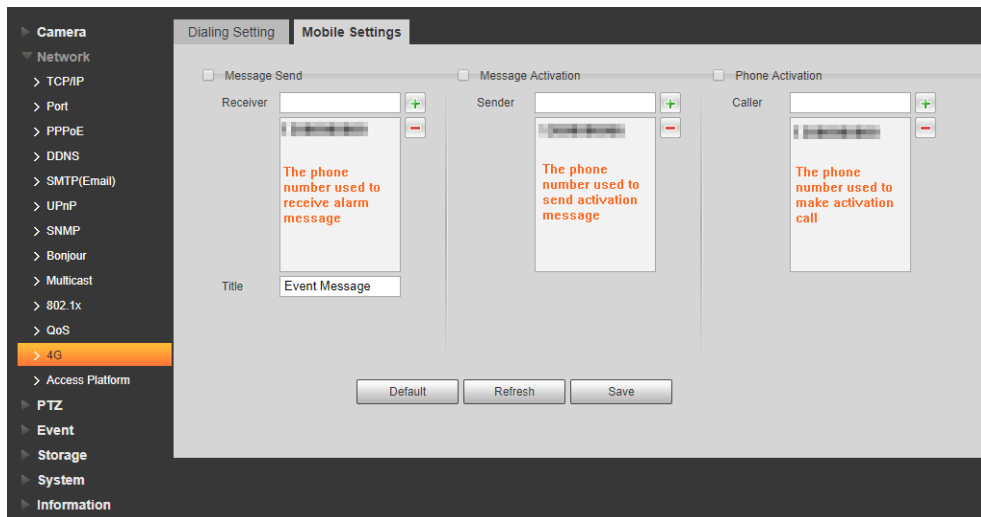 Camera
Network
TCP/IP
Port
PPPoE
DDNS
SMTP(Email)
UPnP
SNMP
Bonjour
Multicast
802.1x
QoS
4G
Access Platform
PTZ
Event
Storage
System
Information
Dialing Setting
Mobile Settings
Message Send
Receiver
The phone
number used to
receive alarm
message
Title
Event Message
Message Activation
Sender
The phone
number used to
send activation
message
Phone Activation
Caller
The phone
number used to
make activation
call
Default
Refresh
Save